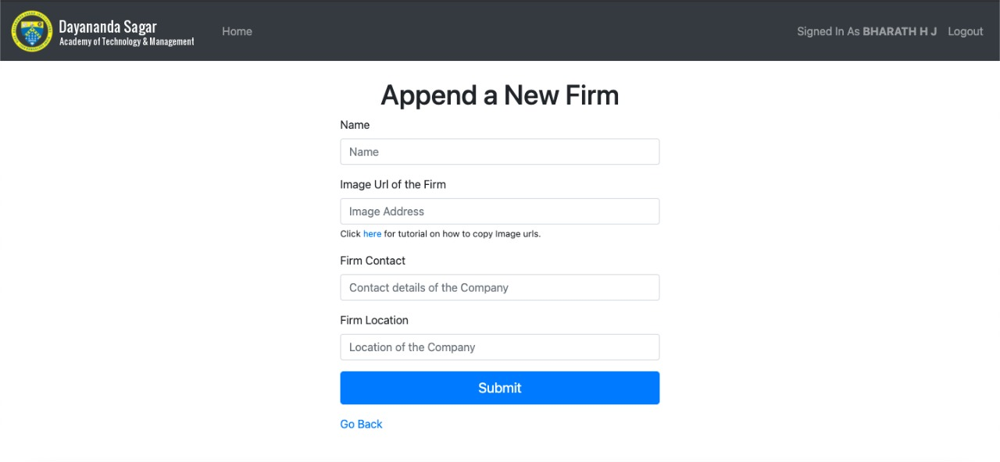 Dayananda Sagar
Academy of Technology & Management
Home
Signed In As BHARATH H J
Logout
Append a New Firm
Name
Name
Image Url of the Firm
Image Address
Click here for tutorial on how to copy Image urls.
Firm Contact
Contact details of the Company
Firm Location
Location of the Company
Submit
Go Back